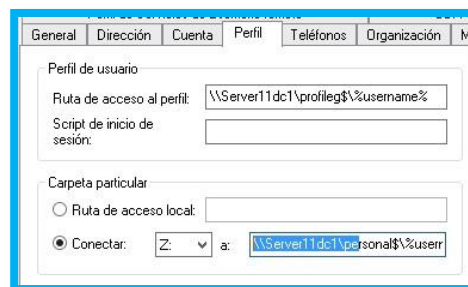 General Dirección Cuenta Perfil Teléfonos Organización
Perfil de usuario
Ruta de acceso al perfil: \\Server11dc1\profileg$\%username%
Script de inicio de
sesión:
Carpeta particular
Ruta de acceso local:
Conectar: Z: a: \\Server11dc1\personal$\%userr